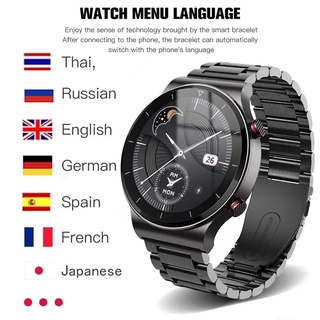 WATCH MENU LANGUAGE
Enjoy the sense of technology brought by the smart bracelet
After connecting to the phone, the bracelet can automatically
switch with the phone's language
Thai,
Russian
English
German
Spain
French
Japanese
26
AM
MON